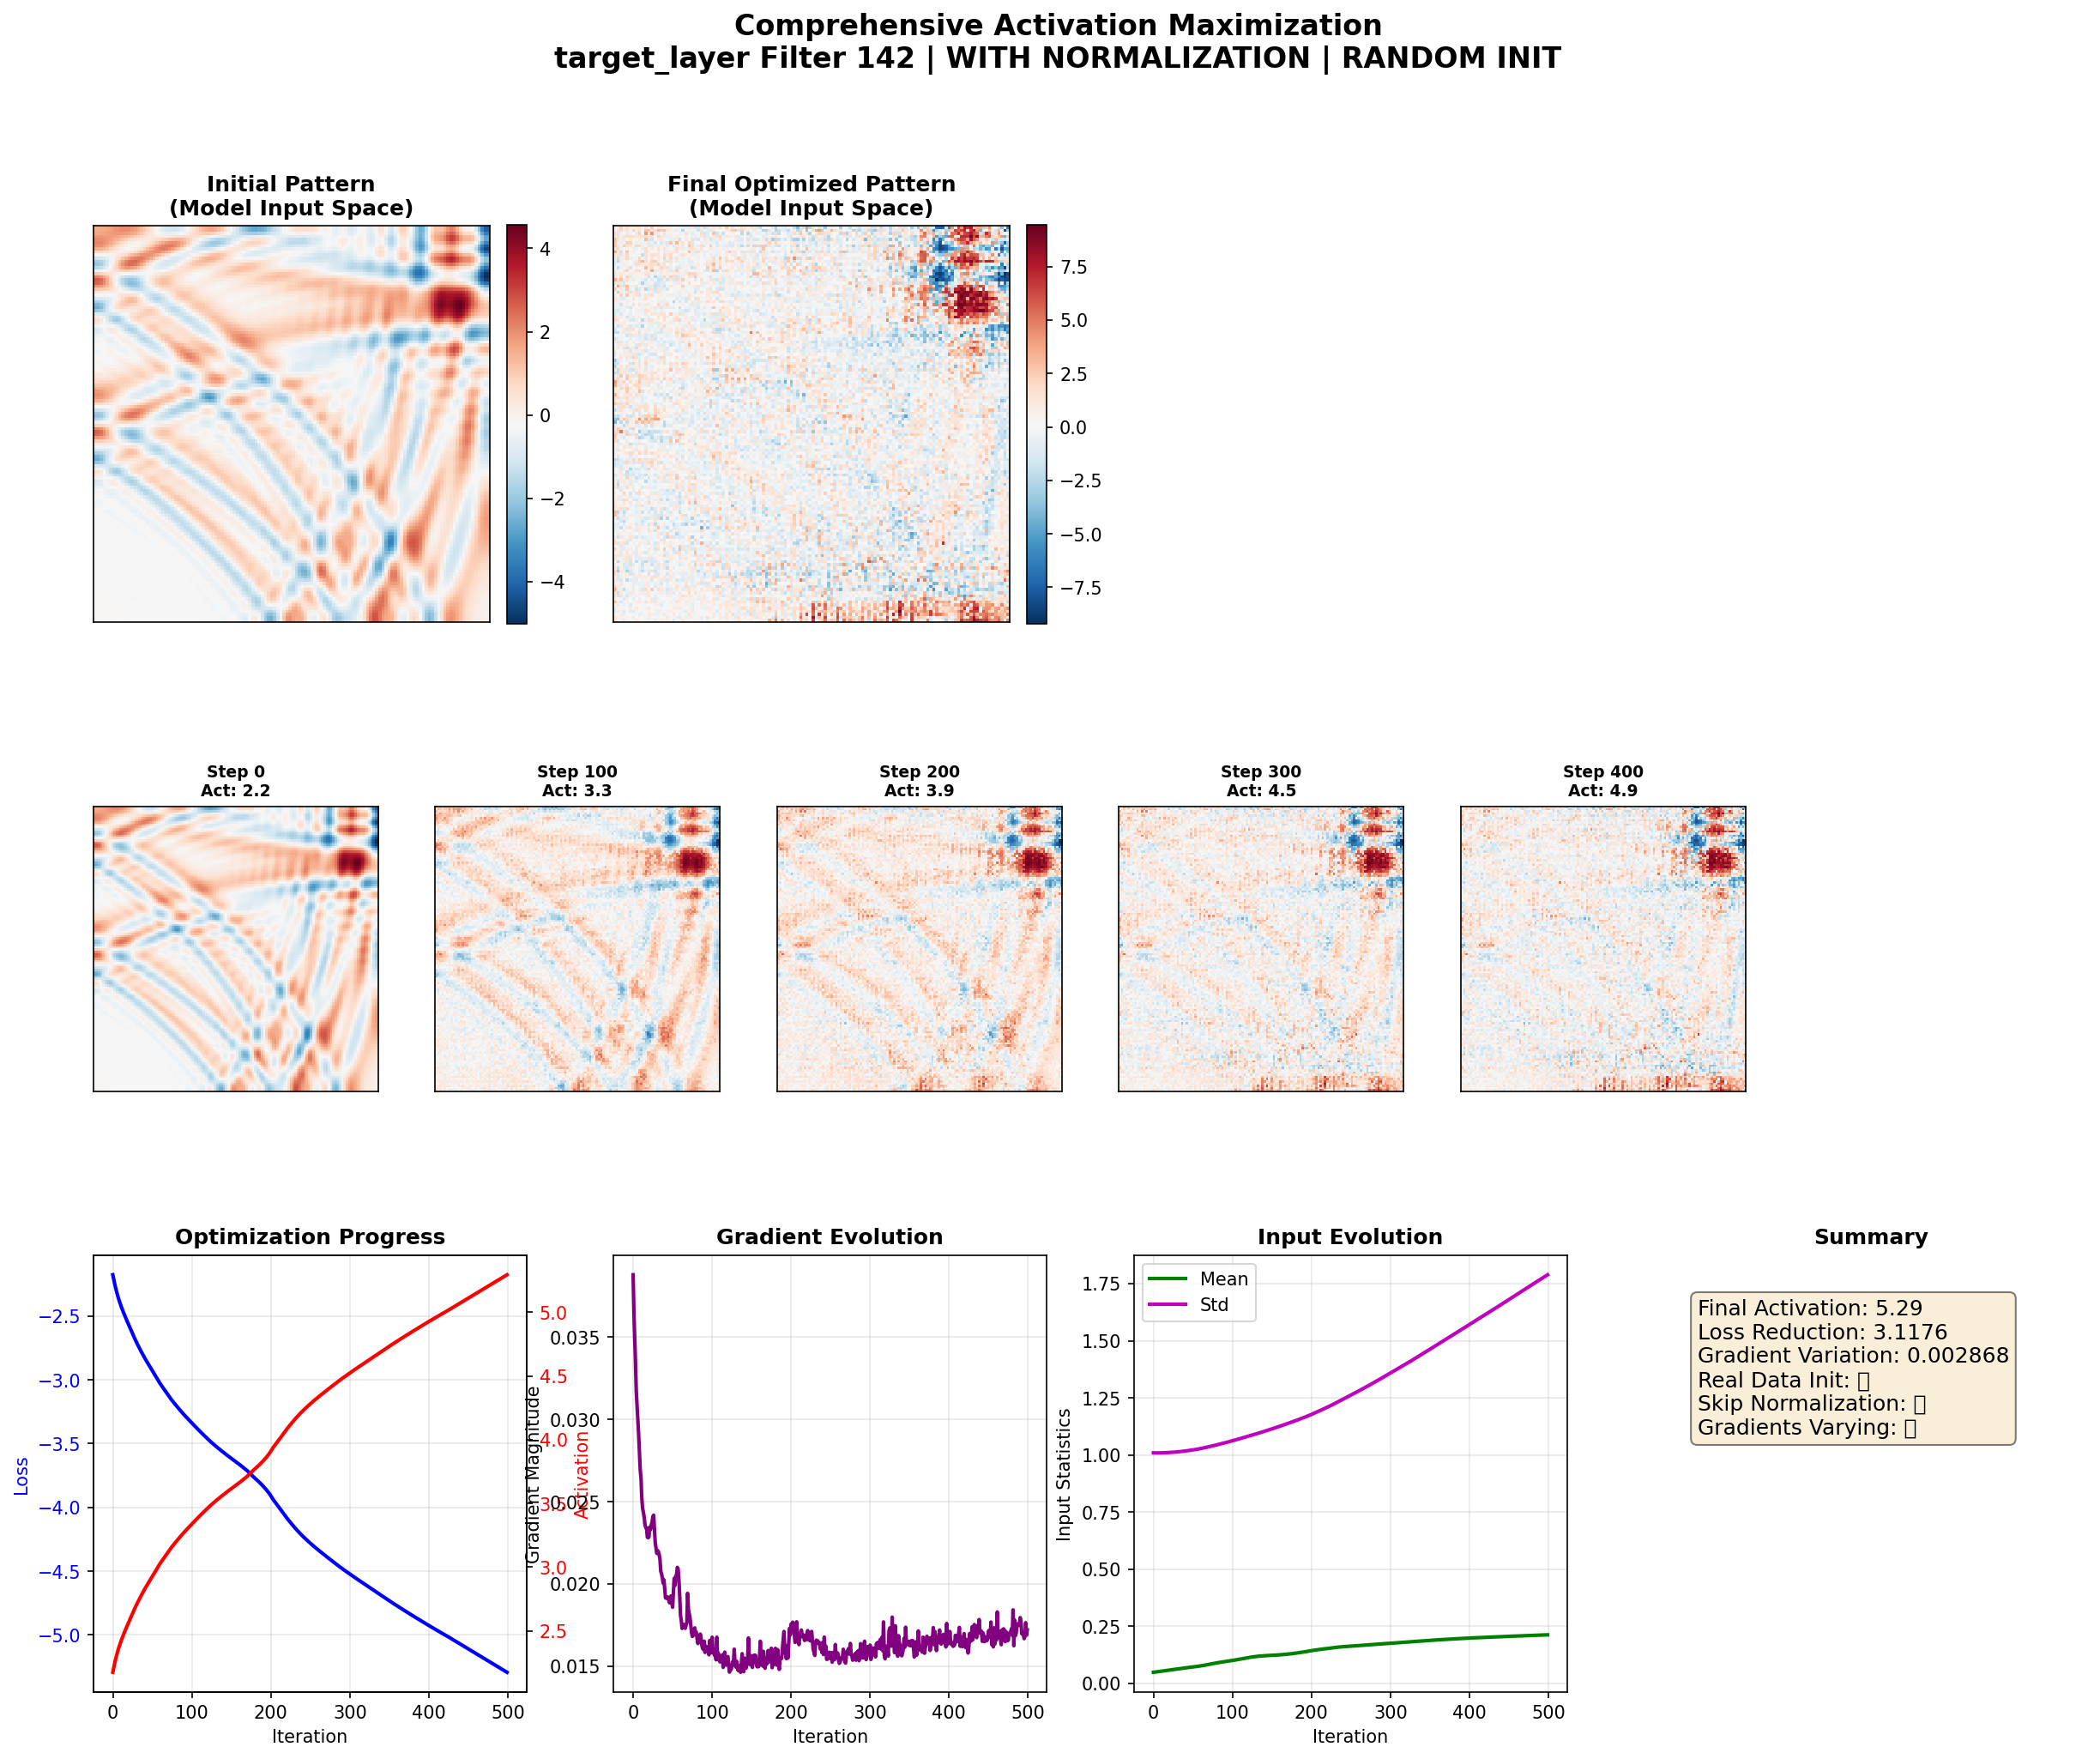 Comprehensive Activation Maximization
target_layer Filter 142 | WITH NORMALIZATION | RANDOM INIT
Initial Pattern
(Model Input Space)
4
2
0
−2
−4
Final Optimized Pattern
(Model Input Space)
7.5
5.0
2.5
0.0
−2.5
−5.0
−7.5
Step 0
Act: 2.2
Step 100
Act: 3.3
Step 200
Act: 3.9
Step 300
Act: 4.5
Step 400
Act: 4.9
Optimization Progress
Loss
−2.5
−3.0
−3.5
−4.0
−4.5
−5.0
0 100 200 300 400 500
Iteration
5.0
4.5
4.0
3.5
3.0
2.5
Activation
Gradient Evolution
Gradient Magnitude
0.035
0.030
0.025
0.020
0.015
0 100 200 300 400 500
Iteration
Input Evolution
Mean
Std
Input Statistics
1.75
1.50
1.25
1.00
0.75
0.50
0.25
0.00
0 100 200 300 400 500
Iteration
Summary
Final Activation: 5.29
Loss Reduction: 3.1176
Gradient Variation: 0.002868
Real Data Init:
Skip Normalization:
Gradients Varying: